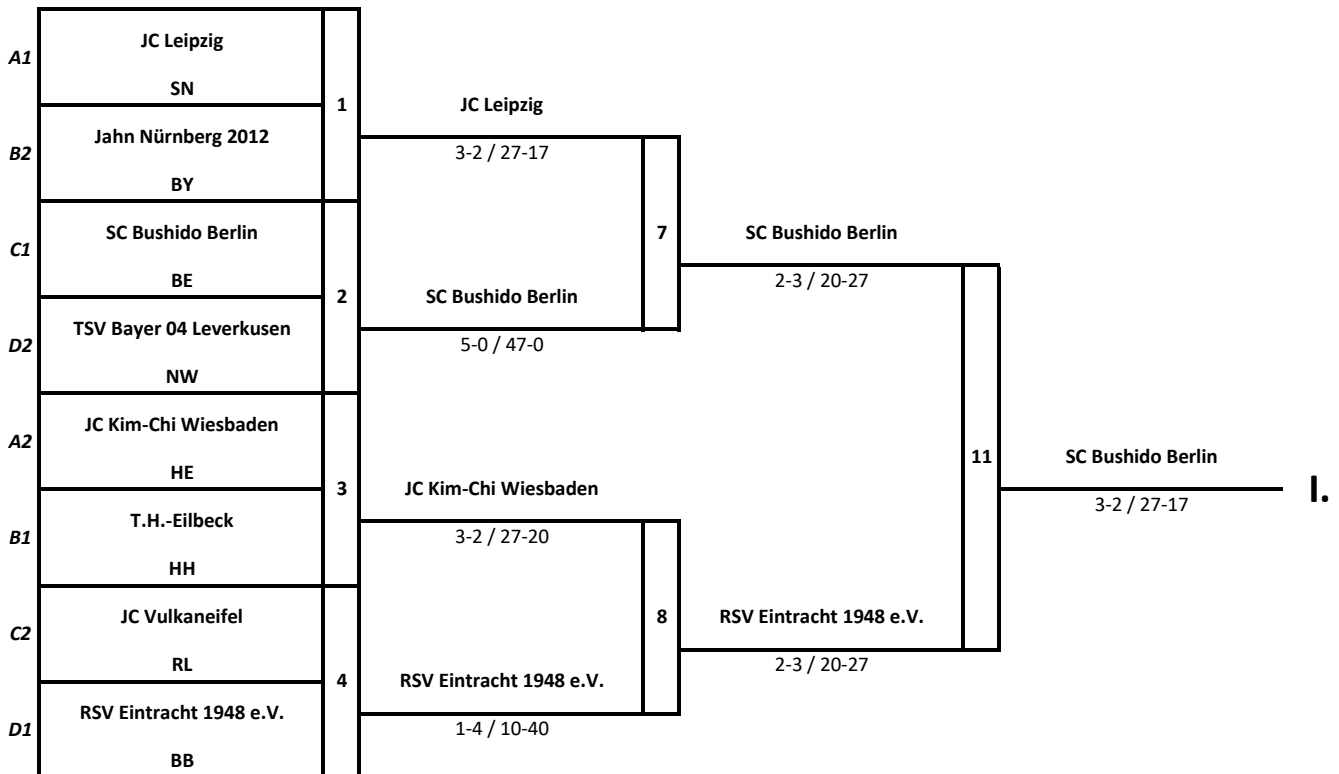 A1
JC Leipzig
SN
1
B2
Jahn Nürnberg 2012
BY
C1
SC Bushido Berlin
BE
2
D2
TSV Bayer 04 Leverkusen
NW
A2
JC Kim-Chi Wiesbaden
HE
3
B1
T.H.-Eilbeck
HH
C2
JC Vulkaneifel
RL
4
D1
RSV Eintracht 1948 e.V.
BB
JC Leipzig
3-2 / 27-17
7
SC Bushido Berlin
5-0 / 47-0
JC Kim-Chi Wiesbaden
3-2 / 27-20
8
RSV Eintracht 1948 e.V.
1-4 / 10-40
SC Bushido Berlin
2-3 / 20-27
11
RSV Eintracht 1948 e.V.
2-3 / 20-27
SC Bushido Berlin
3-2 / 27-17
I.